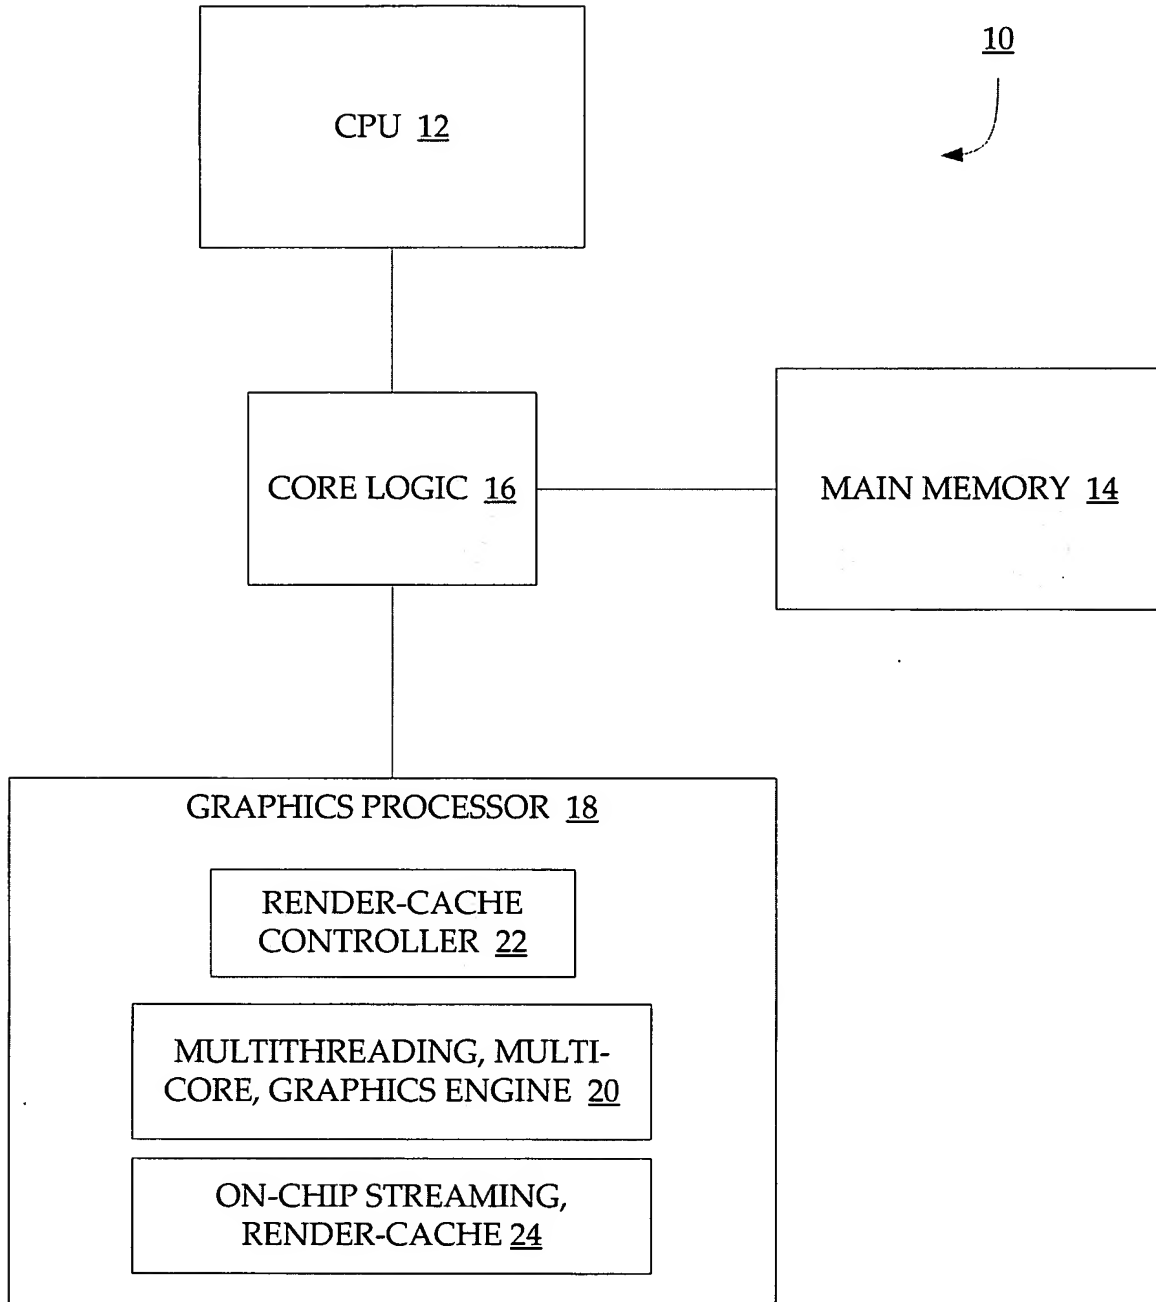 10
CPU 12
CORE LOGIC 16
MAIN MEMORY 14
GRAPHICS PROCESSOR 18
RENDER-CACHE
CONTROLLER 22
MULTITHREADING, MULTI-
CORE, GRAPHICS ENGINE 20
ON-CHIP STREAMING,
RENDER-CACHE 24